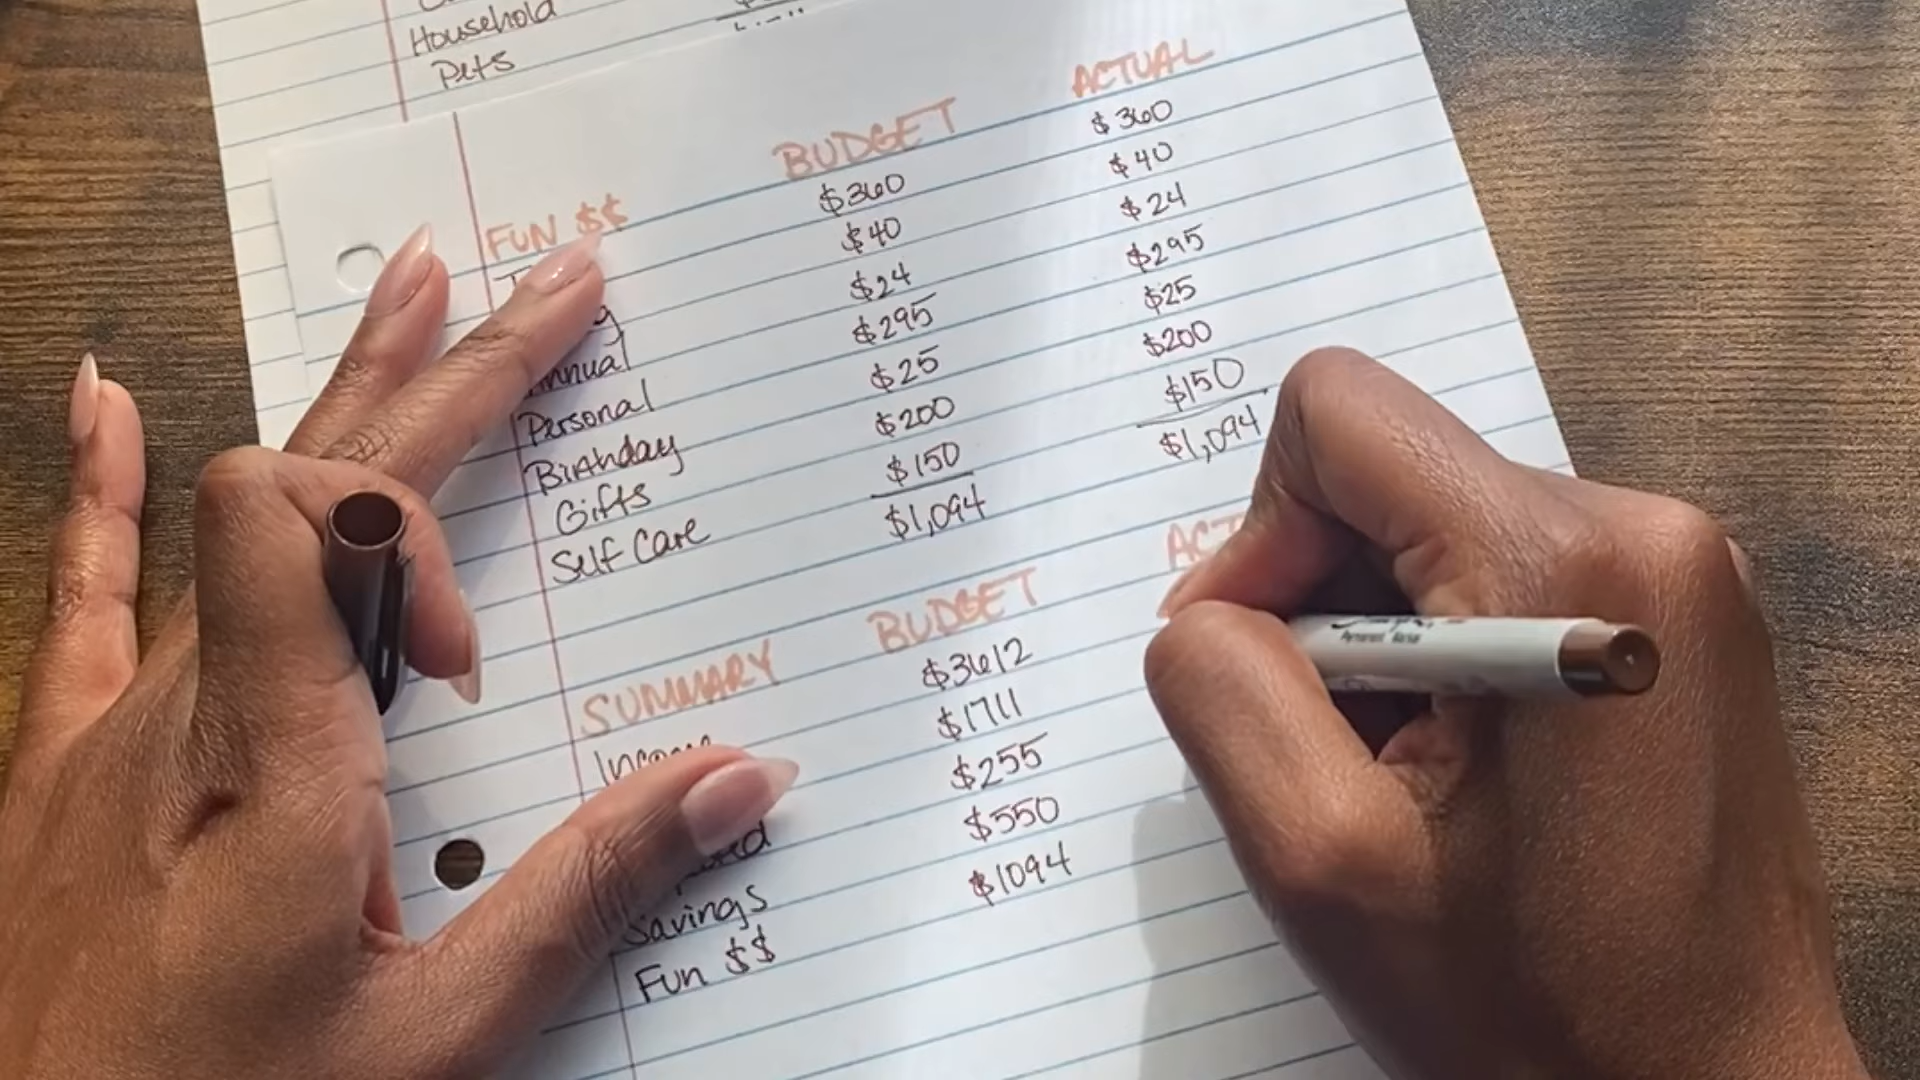 Household
Pets
FUN $$ BUDGET ACTUAL
$360 $360
$40 $40
Annual $24 $24
Personal $295 $295
Birthday $25 $25
Gifts $200 $200
Self Care $150 $150
$1,094 $1,094
SUMMARY BUDGET
Income $3612
$1711
$255
Savings $550
Fun $$ $1094